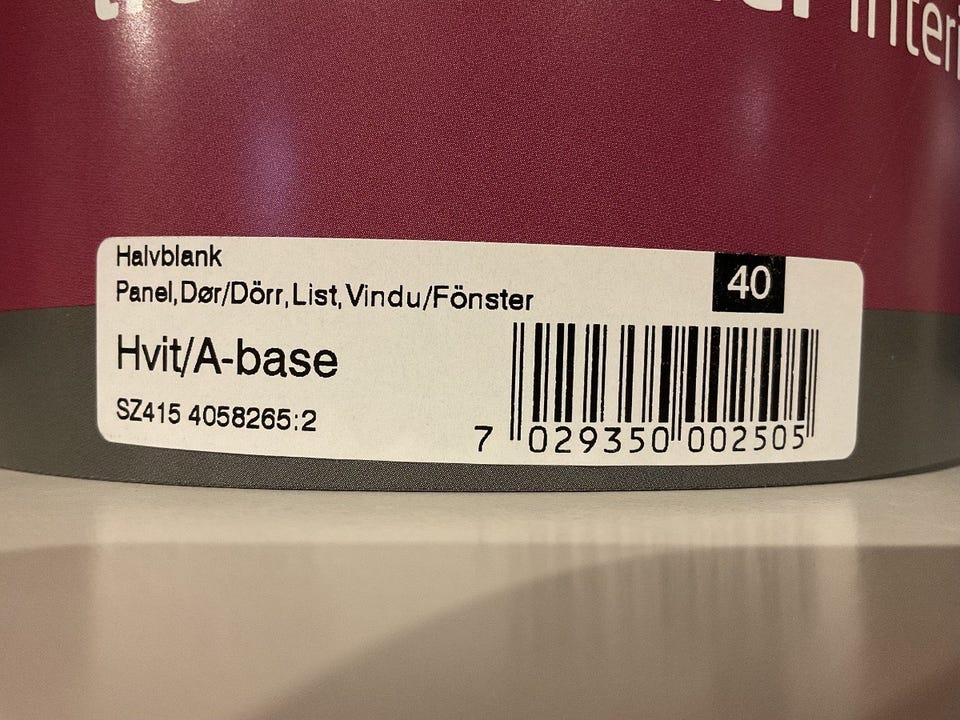 interi
Halvblank
40
Panel,Dør/Dörr,List,Vindu/Fönster
Hvit/A-base
SZ415 4058265:2
7 029350 002505